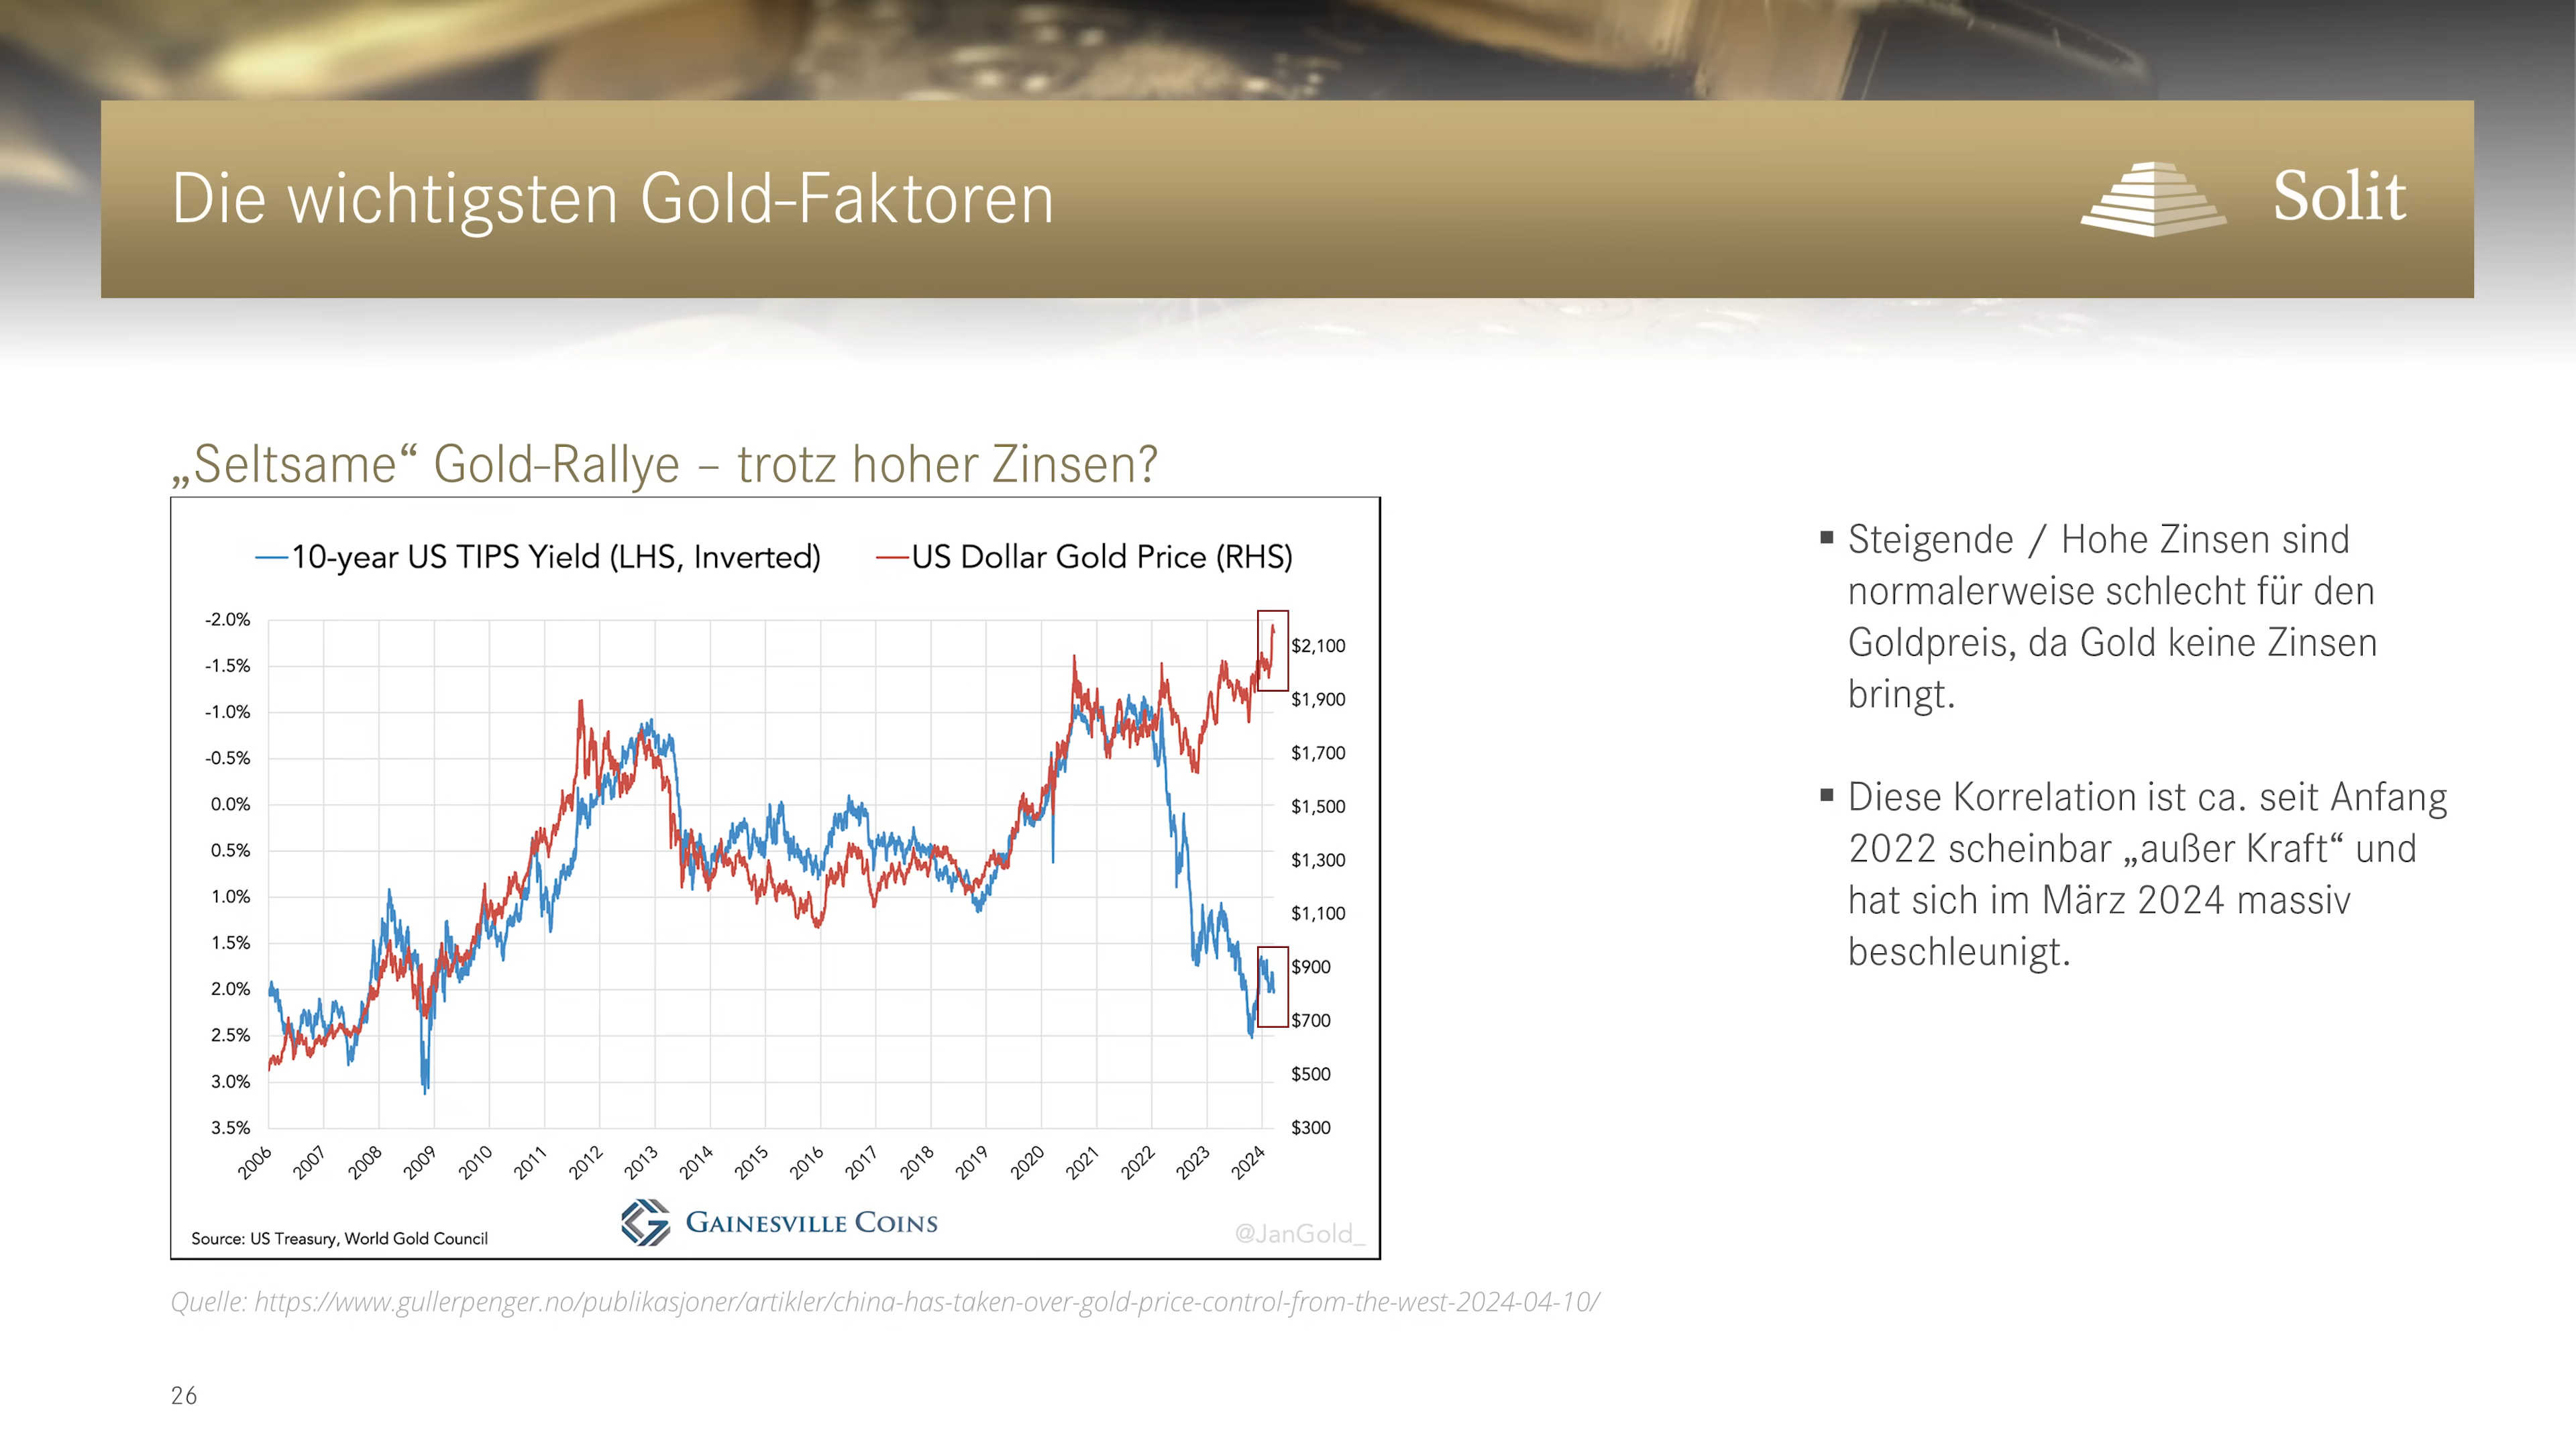 Die wichtigsten Gold-Faktoren
Solit
„Seltsame“ Gold-Rallye – trotz hoher Zinsen?
10-year US TIPS Yield (LHS, Inverted)
US Dollar Gold Price (RHS)
-2.0%
-1.5%
-1.0%
-0.5%
0.0%
0.5%
1.0%
1.5%
2.0%
2.5%
3.0%
3.5%
$2,100
$1,900
$1,700
$1,500
$1,300
$1,100
$900
$700
$500
$300
2006
2007
2008
2009
2010
2011
2012
2013
2014
2015
2016
2017
2018
2019
2020
2021
2022
2023
2024
Source: US Treasury, World Gold Council
GAINESVILLE COINS
@JanGold_
▪ Steigende / Hohe Zinsen sind
normalerweise schlecht für den
Goldpreis, da Gold keine Zinsen
bringt.
▪ Diese Korrelation ist ca. seit Anfang
2022 scheinbar „außer Kraft“ und
hat sich im März 2024 massiv
beschleunigt.
Quelle: https://www.gullerpenger.no/publikasjoner/artikler/china-has-taken-over-gold-price-control-from-the-west-2024-04-10/
26